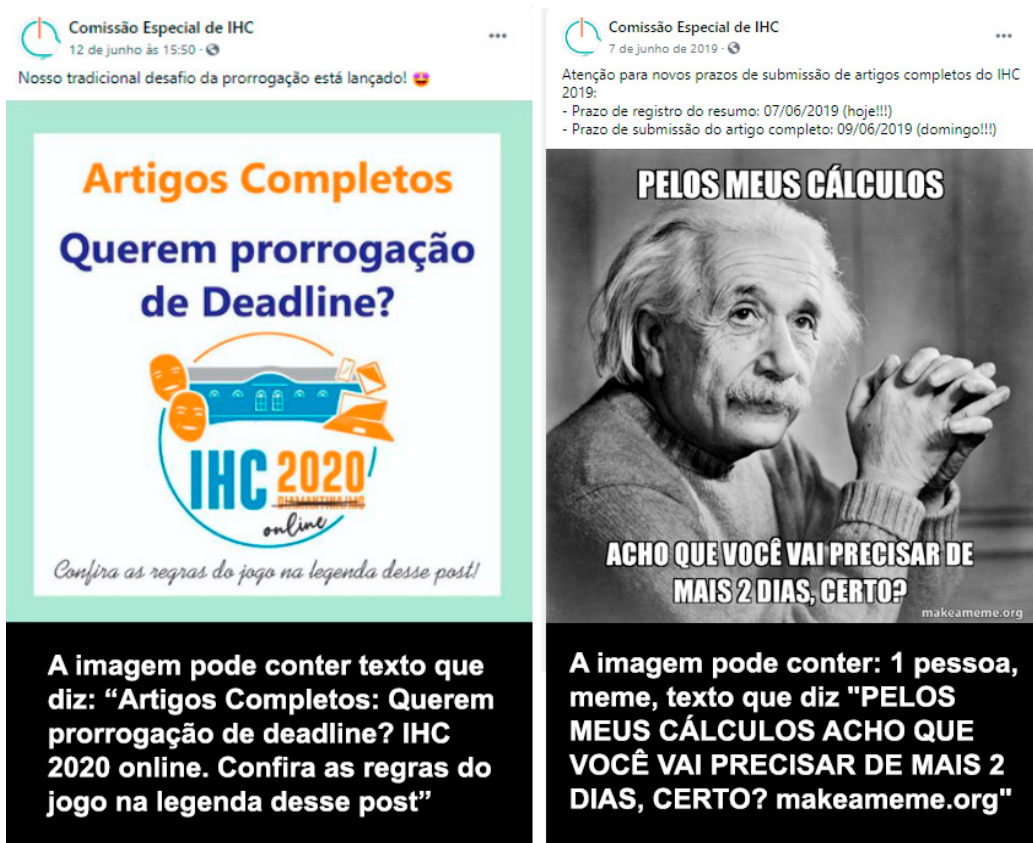 Comissão Especial de IHC
12 de junho às 15:50 ·
Nosso tradicional desafio da prorrogação está lançado! 🤩
Artigos Completos
Querem prorrogação
de Deadline?
IHC 2020
DIAMANTINA/MG
online
Confira as regras do jogo na legenda desse post!
A imagem pode conter texto que
diz: “Artigos Completos: Querem
prorrogação de deadline? IHC
2020 online. Confira as regras do
jogo na legenda desse post”
Comissão Especial de IHC
7 de junho de 2019 ·
Atenção para novos prazos de submissão de artigos completos do IHC
2019:
- Prazo de registro do resumo: 07/06/2019 (hoje!!!)
- Prazo de submissão do artigo completo: 09/06/2019 (domingo!!!)
PELOS MEUS CÁLCULOS
ACHO QUE VOCÊ VAI PRECISAR DE
MAIS 2 DIAS, CERTO?
makeameme.org
A imagem pode conter: 1 pessoa,
meme, texto que diz "PELOS
MEUS CÁLCULOS ACHO QUE
VOCÊ VAI PRECISAR DE MAIS 2
DIAS, CERTO? makeameme.org"